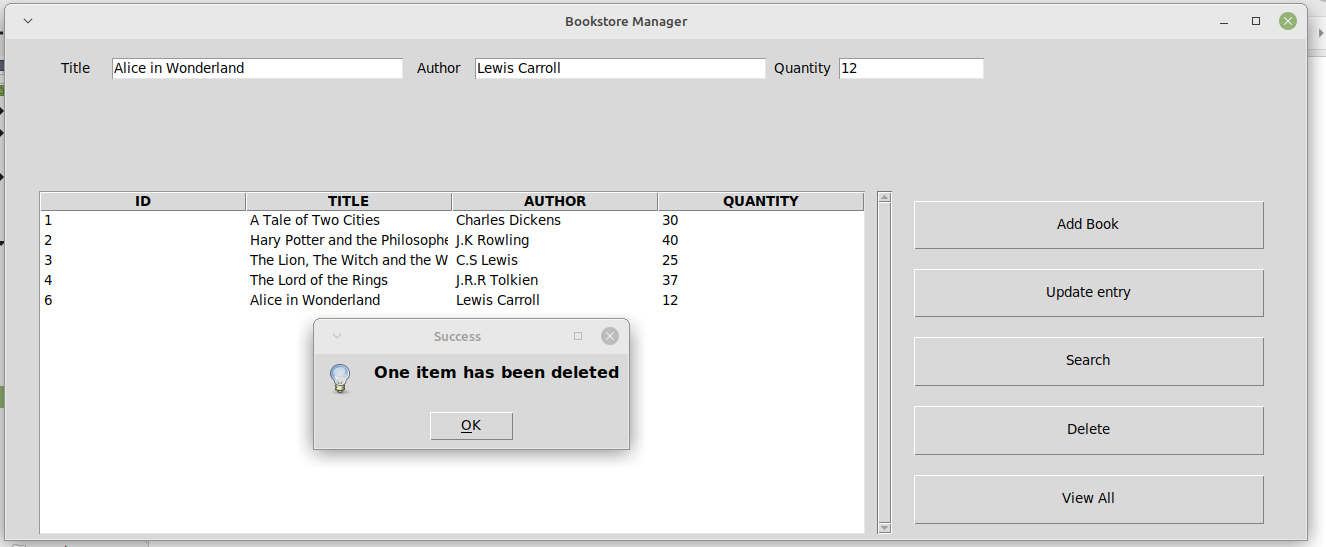 Bookstore Manager
Title Alice in Wonderland Author Lewis Carroll Quantity 12
ID TITLE AUTHOR QUANTITY
1 A Tale of Two Cities Charles Dickens 30
2 Hary Potter and the Philosophe J.K Rowling 40
3 The Lion, The Witch and the W C.S Lewis 25
4 The Lord of the Rings J.R.R Tolkien 37
6 Alice in Wonderland Lewis Carroll 12
Success
One item has been deleted
OK
Add Book
Update entry
Search
Delete
View All